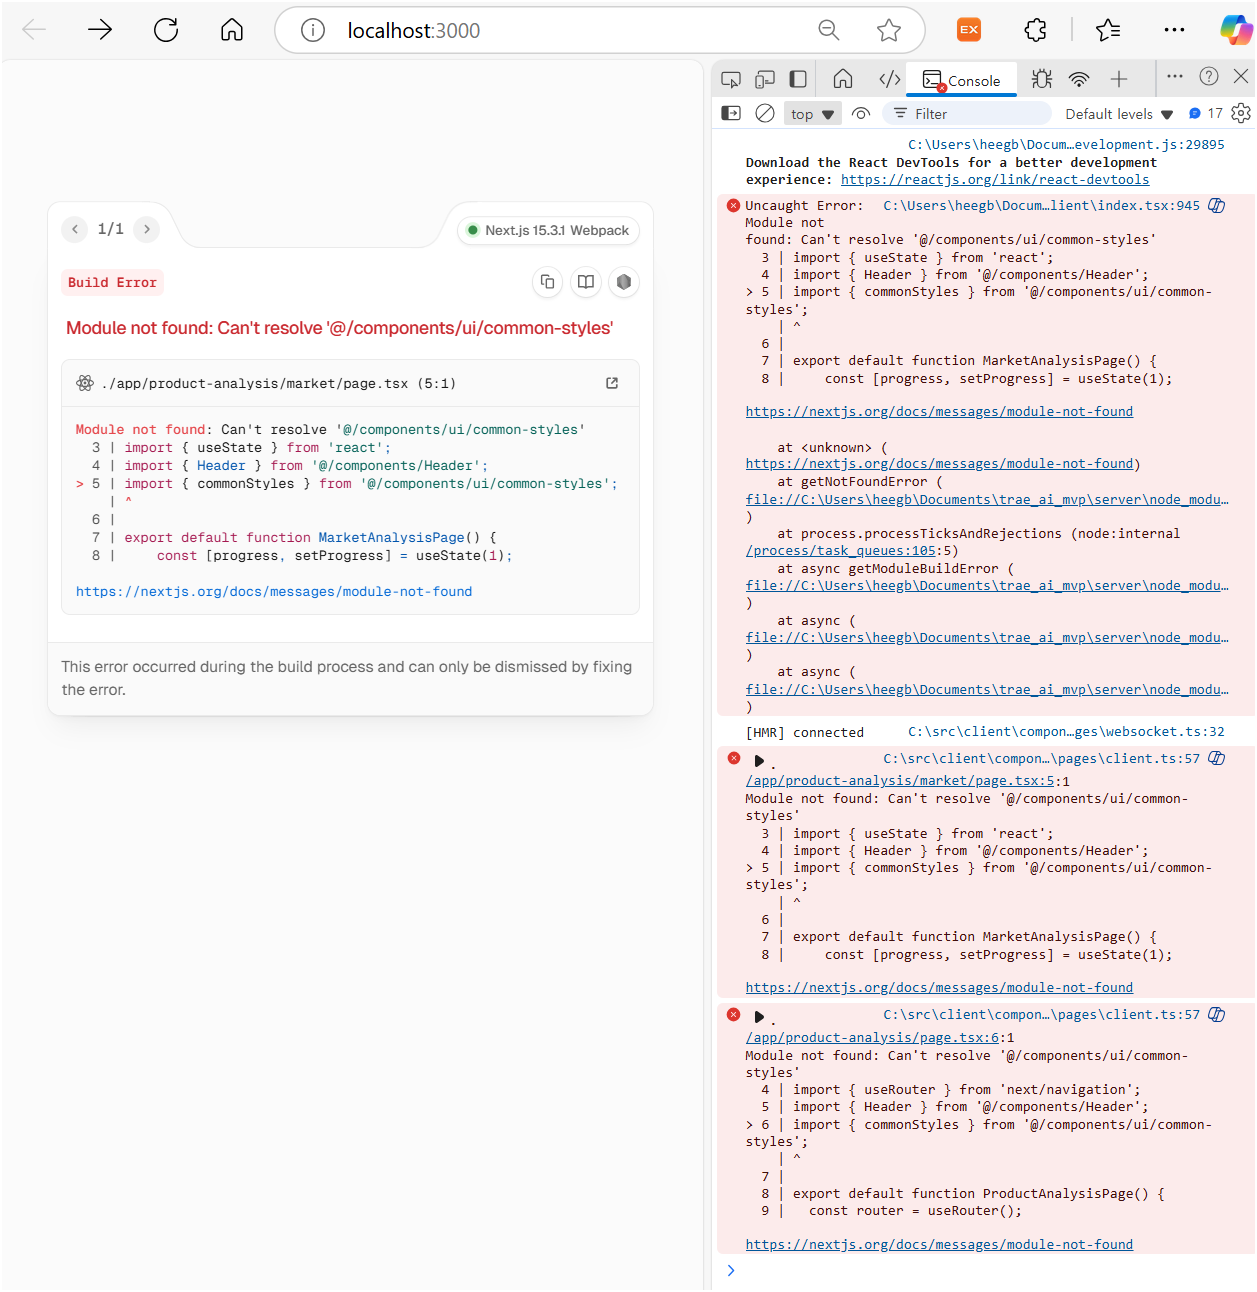 localhost:3000
EX
Console
top
Filter
Default levels
17
1/1
Next.js 15.3.1 Webpack
Build Error
Module not found: Can't resolve '@/components/ui/common-styles'
./app/product-analysis/market/page.tsx (5:1)
Module not found: Can't resolve '@/components/ui/common-styles'
3 | import { useState } from 'react';
4 | import { Header } from '@/components/Header';
> 5 | import { commonStyles } from '@/components/ui/common-styles';
| ^
6 |
7 | export default function MarketAnalysisPage() {
8 |     const [progress, setProgress] = useState(1);
https://nextjs.org/docs/messages/module-not-found
This error occurred during the build process and can only be dismissed by fixing
the error.
C:\Users\heegb\Docum…evelopment.js:29895
Download the React DevTools for a better development
experience: https://reactjs.org/link/react-devtools
Uncaught Error: C:\Users\heegb\Docum…lient\index.tsx:945
Module not
found: Can't resolve '@/components/ui/common-styles'
3 | import { useState } from 'react';
4 | import { Header } from '@/components/Header';
> 5 | import { commonStyles } from '@/components/ui/common-
styles';
| ^
6 |
7 | export default function MarketAnalysisPage() {
8 |     const [progress, setProgress] = useState(1);
https://nextjs.org/docs/messages/module-not-found
at <unknown> (
https://nextjs.org/docs/messages/module-not-found)
at getNotFoundError (
file://C:\Users\heegb\Documents\trae_ai_mvp\server\node_modu…
)
at process.processTicksAndRejections (node:internal
/process/task_queues:105:5)
at async getModuleBuildError (
file://C:\Users\heegb\Documents\trae_ai_mvp\server\node_modu…
)
at async (
file://C:\Users\heegb\Documents\trae_ai_mvp\server\node_modu…
)
at async (
file://C:\Users\heegb\Documents\trae_ai_mvp\server\node_modu…
)
[HMR] connected C:\src\client\compon…ges\websocket.ts:32
. C:\src\client\compon…\pages\client.ts:57
/app/product-analysis/market/page.tsx:5:1
Module not found: Can't resolve '@/components/ui/common-
styles'
3 | import { useState } from 'react';
4 | import { Header } from '@/components/Header';
> 5 | import { commonStyles } from '@/components/ui/common-
styles';
| ^
6 |
7 | export default function MarketAnalysisPage() {
8 |     const [progress, setProgress] = useState(1);
https://nextjs.org/docs/messages/module-not-found
. C:\src\client\compon…\pages\client.ts:57
/app/product-analysis/page.tsx:6:1
Module not found: Can't resolve '@/components/ui/common-
styles'
4 | import { useRouter } from 'next/navigation';
5 | import { Header } from '@/components/Header';
> 6 | import { commonStyles } from '@/components/ui/common-
styles';
| ^
7 |
8 | export default function ProductAnalysisPage() {
9 |   const router = useRouter();
https://nextjs.org/docs/messages/module-not-found